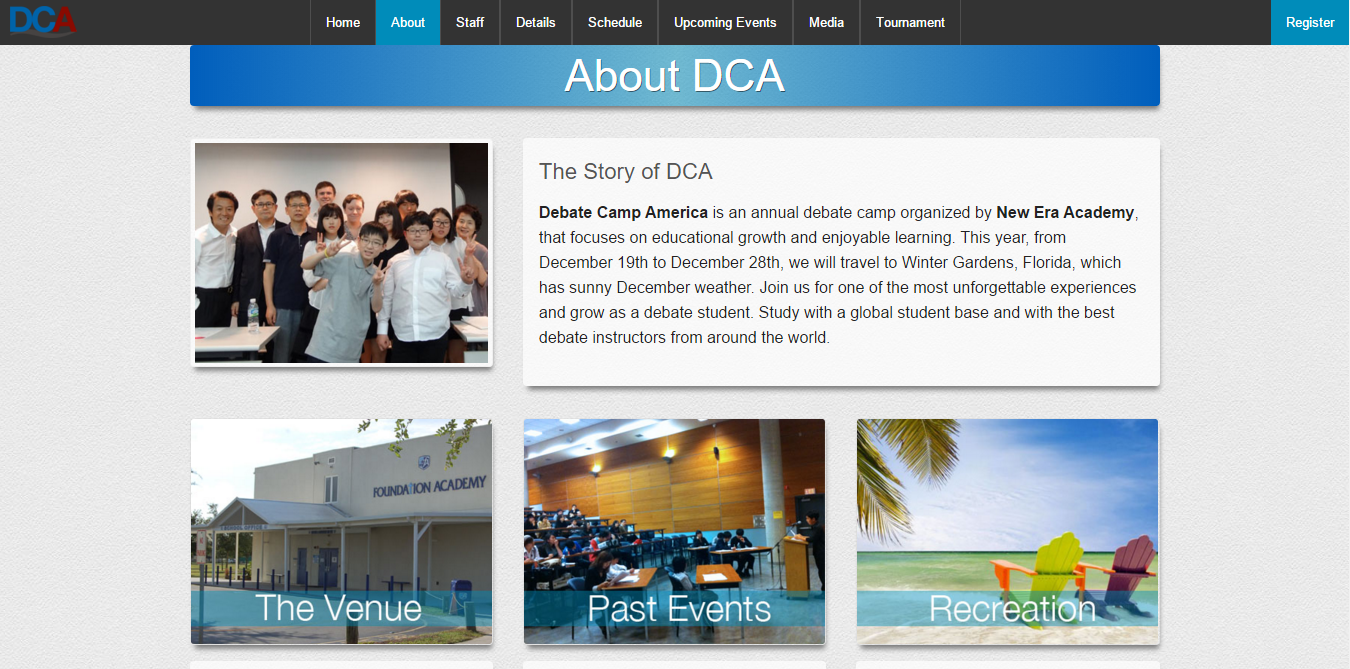 DCA
Home
About
Staff
Details
Schedule
Upcoming Events
Media
Tournament
Register
About DCA
The Story of DCA
Debate Camp America is an annual debate camp organized by New Era Academy,
that focuses on educational growth and enjoyable learning. This year, from
December 19th to December 28th, we will travel to Winter Gardens, Florida, which
has sunny December weather. Join us for one of the most unforgettable experiences
and grow as a debate student. Study with a global student base and with the best
debate instructors from around the world.
FOUNDATION ACADEMY
The Venue
Past Events
Recreation